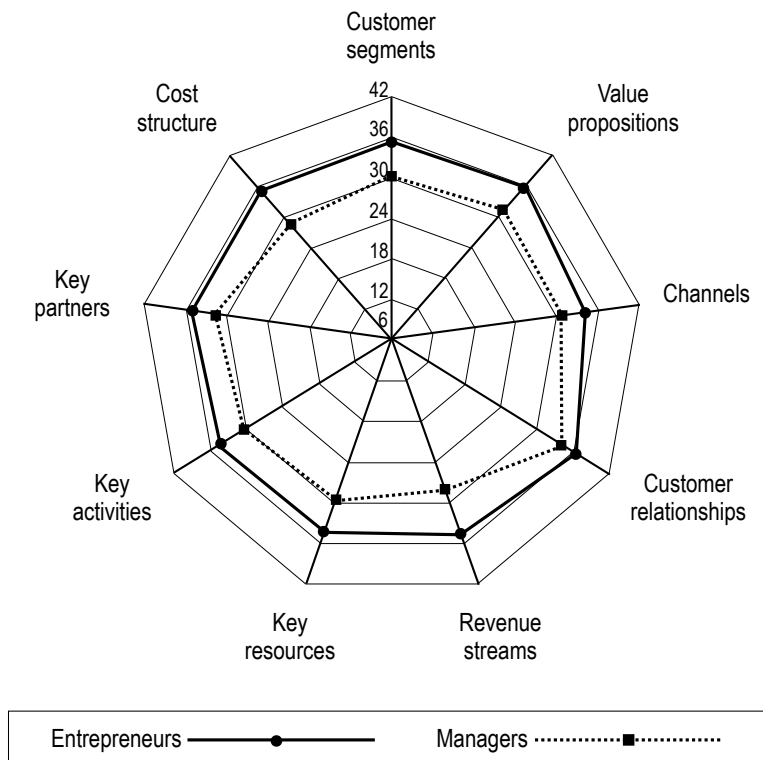 Customer
segments
Cost
structure
Value
propositions
42
36
30
24
18
12
6
Key
partners
Channels
Key
activities
Customer
relationships
Key
resources
Revenue
streams
Entrepreneurs
Managers